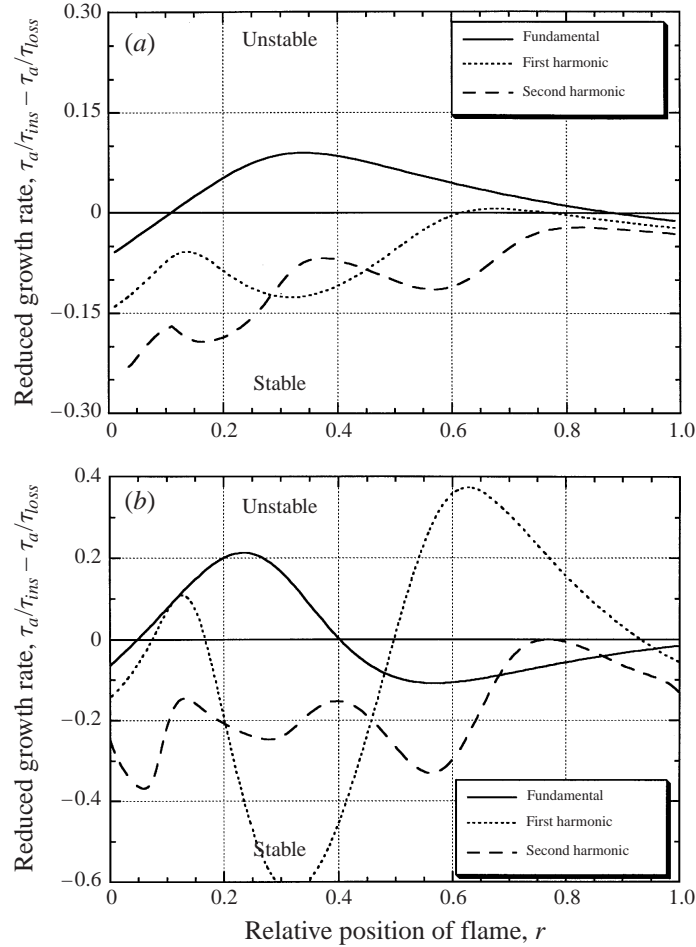 (a)
Unstable
Fundamental
First harmonic
Second harmonic
Stable
Reduced growth rate, τa/τins − τa/τloss
0.30
0.15
0
−0.15
−0.30
0 0.2 0.4 0.6 0.8 1.0
(b)
Unstable
Fundamental
First harmonic
Second harmonic
Stable
Reduced growth rate, τa/τins − τa/τloss
0.4
0.2
0
−0.2
−0.4
−0.6
0 0.2 0.4 0.6 0.8 1.0
Relative position of flame, r